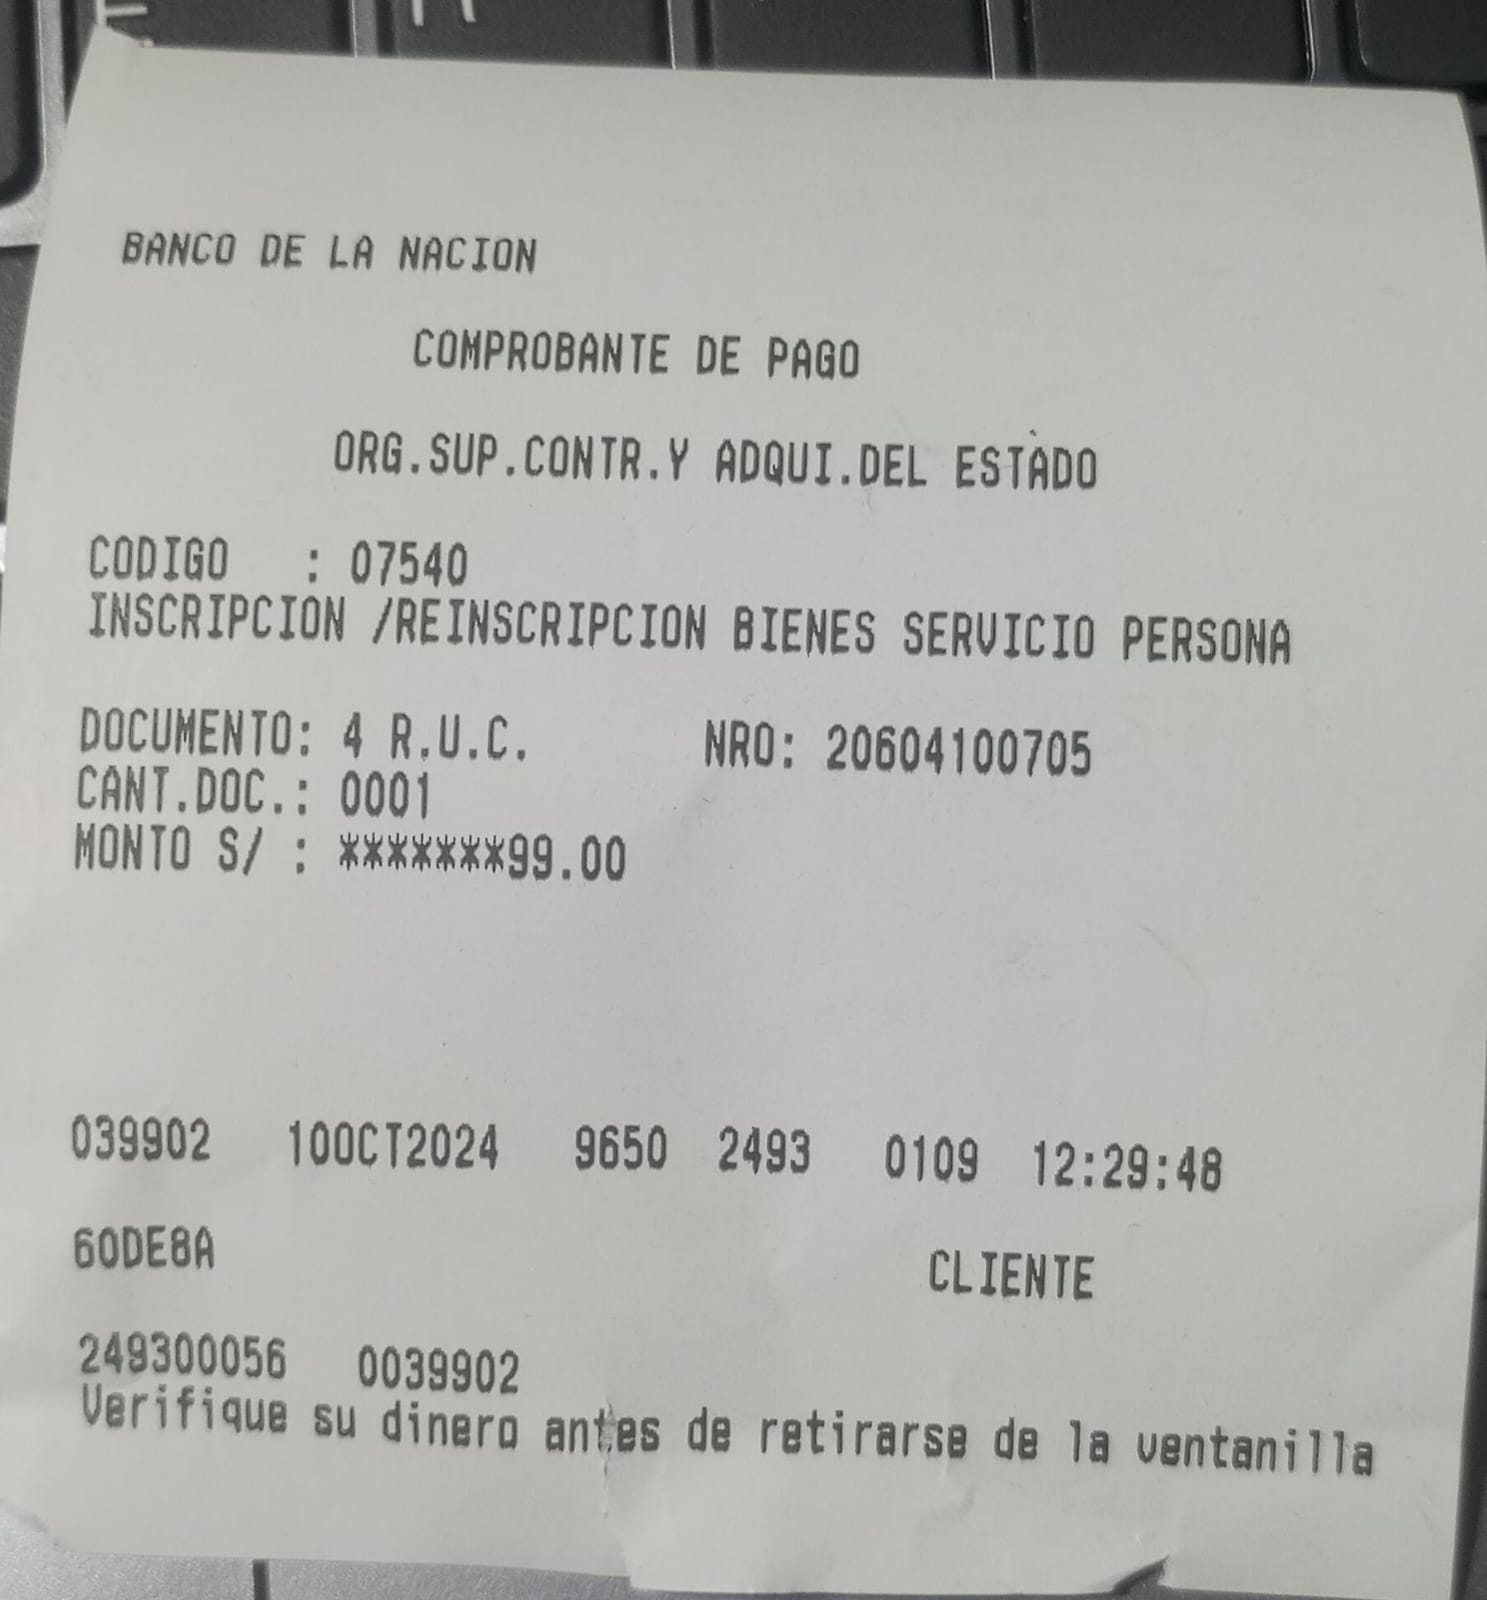 BANCO DE LA NACION
COMPROBANTE DE PAGO
ORG.SUP.CONTR.Y ADQUI.DEL ESTADO
CODIGO : 07540
INSCRIPCION /REINSCRIPCION BIENES SERVICIO PERSONA
DOCUMENTO: 4 R.U.C. NRO: 20604100705
CANT.DOC.: 0001
MONTO S/ : *******99.00
039902 10OCT2024 9650 2493 0109 12:29:48
60DE8A CLIENTE
249300056 0039902
Verifique su dinero antes de retirarse de la ventanilla